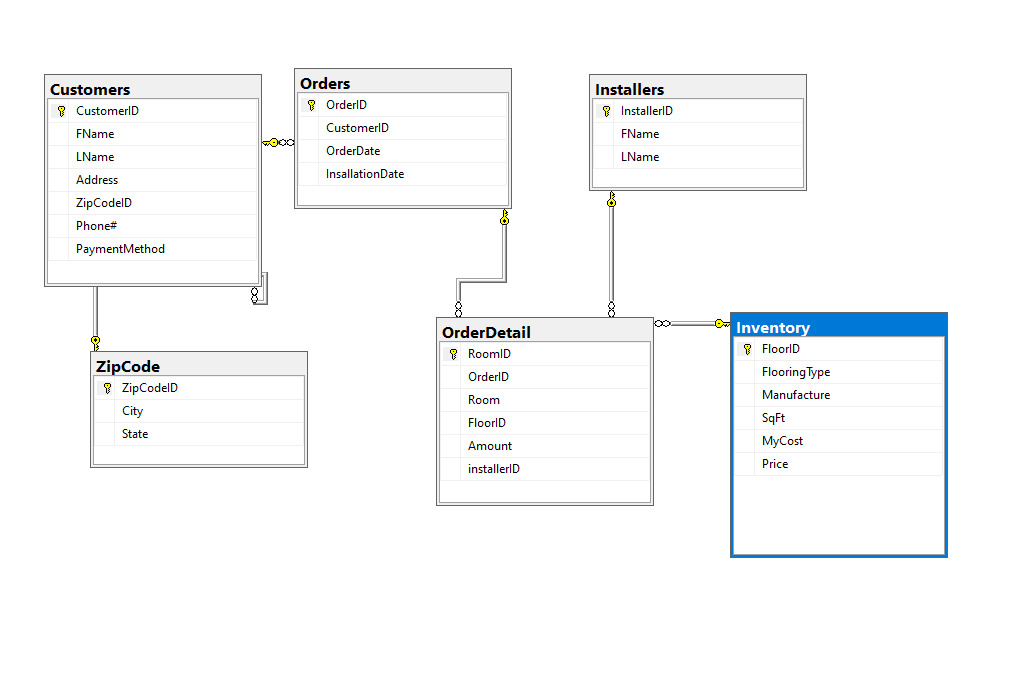 Customers
CustomerID
FName
LName
Address
ZipCodeID
Phone#
PaymentMethod
Orders
OrderID
CustomerID
OrderDate
InsallationDate
Installers
InstallerID
FName
LName
ZipCode
ZipCodeID
City
State
OrderDetail
RoomID
OrderID
Room
FloorID
Amount
installerID
Inventory
FloorID
FlooringType
Manufacture
SqFt
MyCost
Price